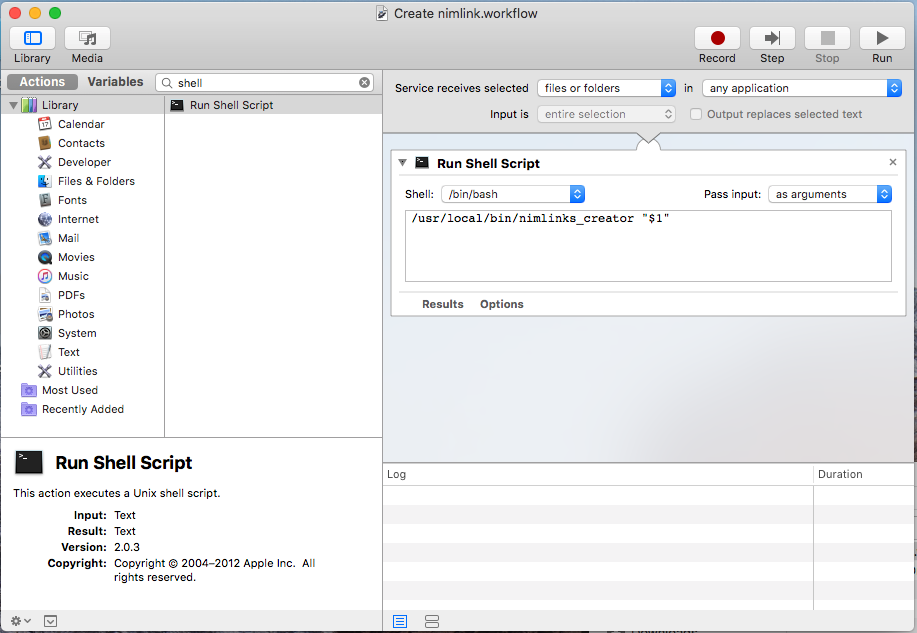 Create nimlink.workflow
Library
Media
Record
Step
Stop
Run
Actions
Variables
shell
Library
Calendar
Contacts
Developer
Files & Folders
Fonts
Internet
Mail
Movies
Music
PDFs
Photos
System
Text
Utilities
Most Used
Recently Added
Run Shell Script
Service receives selected files or folders in any application
Input is entire selection Output replaces selected text
Run Shell Script
Shell: /bin/bash Pass input: as arguments
/usr/local/bin/nimlinks_creator "$1"
Results Options
Run Shell Script
This action executes a Unix shell script.
Input: Text
Result: Text
Version: 2.0.3
Copyright: Copyright © 2004–2012 Apple Inc. All
rights reserved.
Log Duration